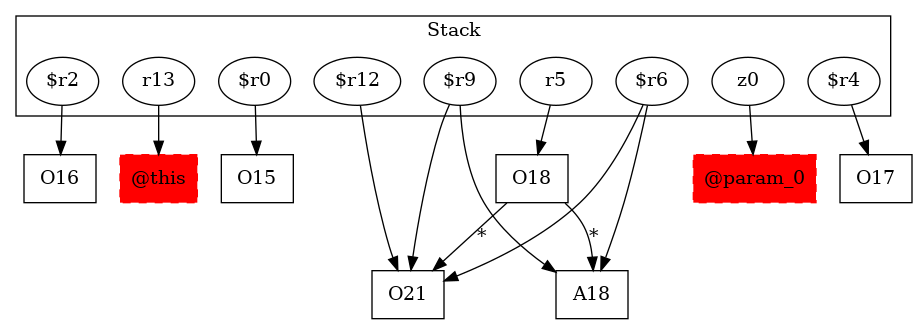 Stack
$r2 r13 $r0 $r12 $r9 r5 $r6 z0 $r4
O16 @this O15 O18 @param_0 O17
* *
O21 A18